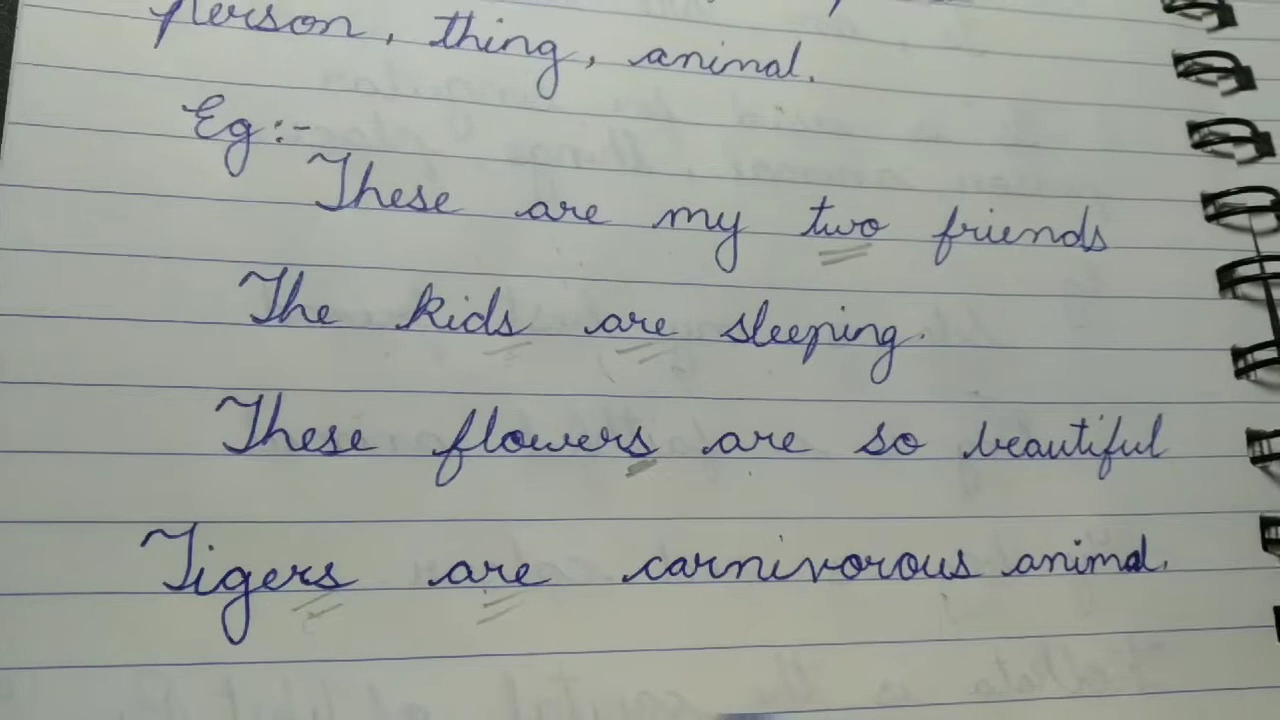 person, thing, animal.
Eg:-
These are my two friends
The kids are sleeping.
These flowers are so beautiful
Tigers are carnivorous animal.